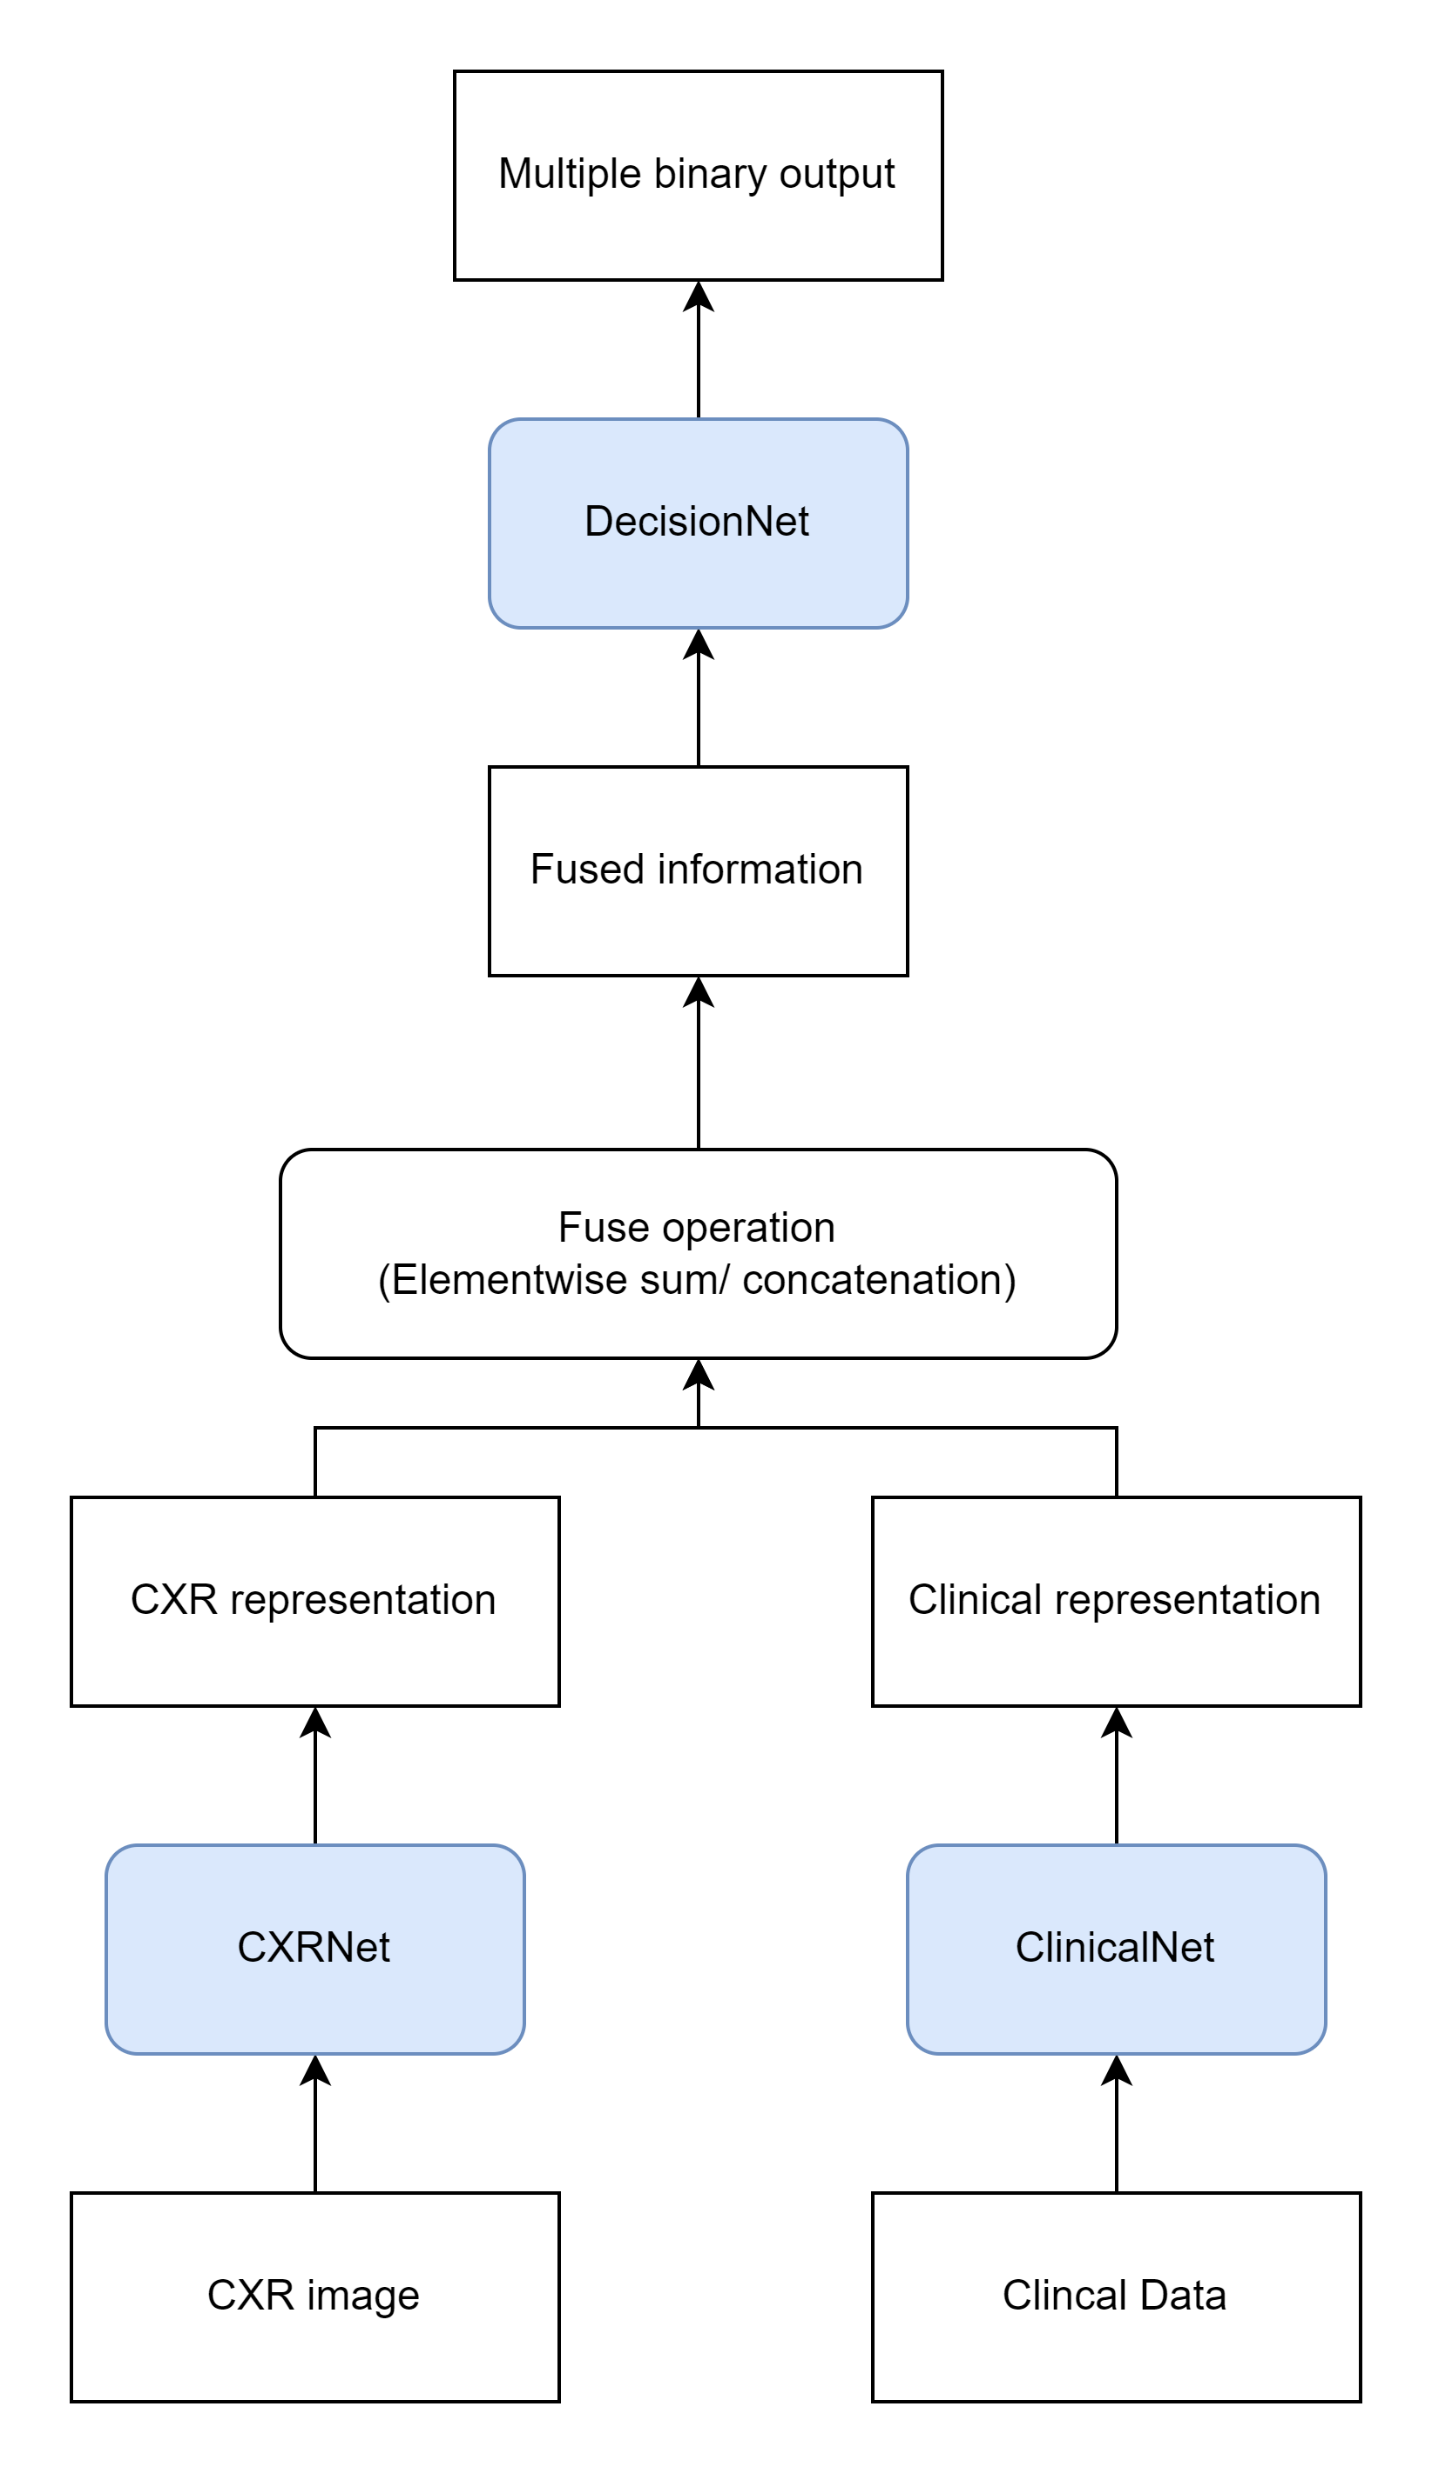 Multiple binary output
DecisionNet
Fused information
Fuse operation
(Elementwise sum/ concatenation)
CXR representation
Clinical representation
CXRNet
ClinicalNet
CXR image
Clincal Data